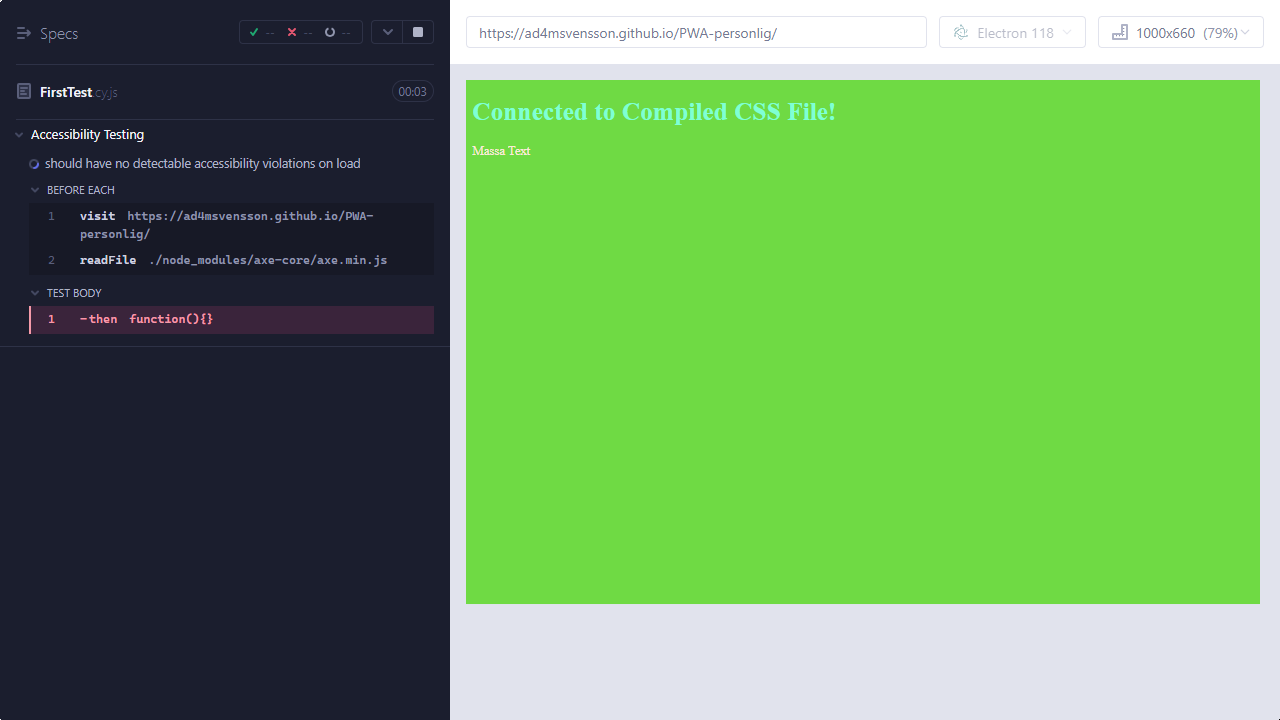 Specs
-- -- --
FirstTest.cy.js 00:03
Accessibility Testing
should have no detectable accessibility violations on load
BEFORE EACH
1 visit https://ad4msvensson.github.io/PWA-
personlig/
2 readFile ./node_modules/axe-core/axe.min.js
TEST BODY
1 -then function(){}
https://ad4msvensson.github.io/PWA-personlig/
Electron 118
1000x660 (79%)
Connected to Compiled CSS File!
Massa Text